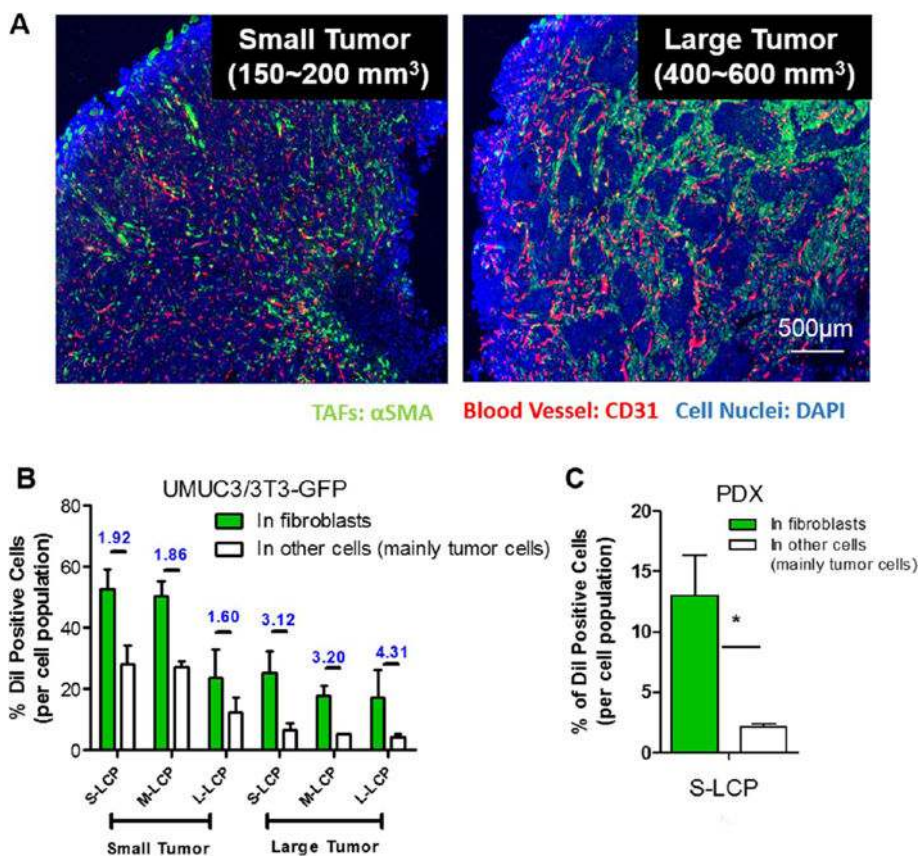 A
Small Tumor
(150~200 mm³)
Large Tumor
(400~600 mm³)
500μm
TAFs: αSMA Blood Vessel: CD31 Cell Nuclei: DAPI
B
UMUC3/3T3-GFP
In fibroblasts
In other cells (mainly tumor cells)
% Dil Positive Cells
(per cell population)
80
60
40
20
0
1.92
1.86
1.60
3.12
3.20
4.31
S-LCP
M-LCP
L-LCP
S-LCP
M-LCP
L-LCP
Small Tumor
Large Tumor
C
PDX
In fibroblasts
In other cells
(mainly tumor cells)
% of Dil Positive Cells
(per cell population)
20
15
10
5
0
*
S-LCP